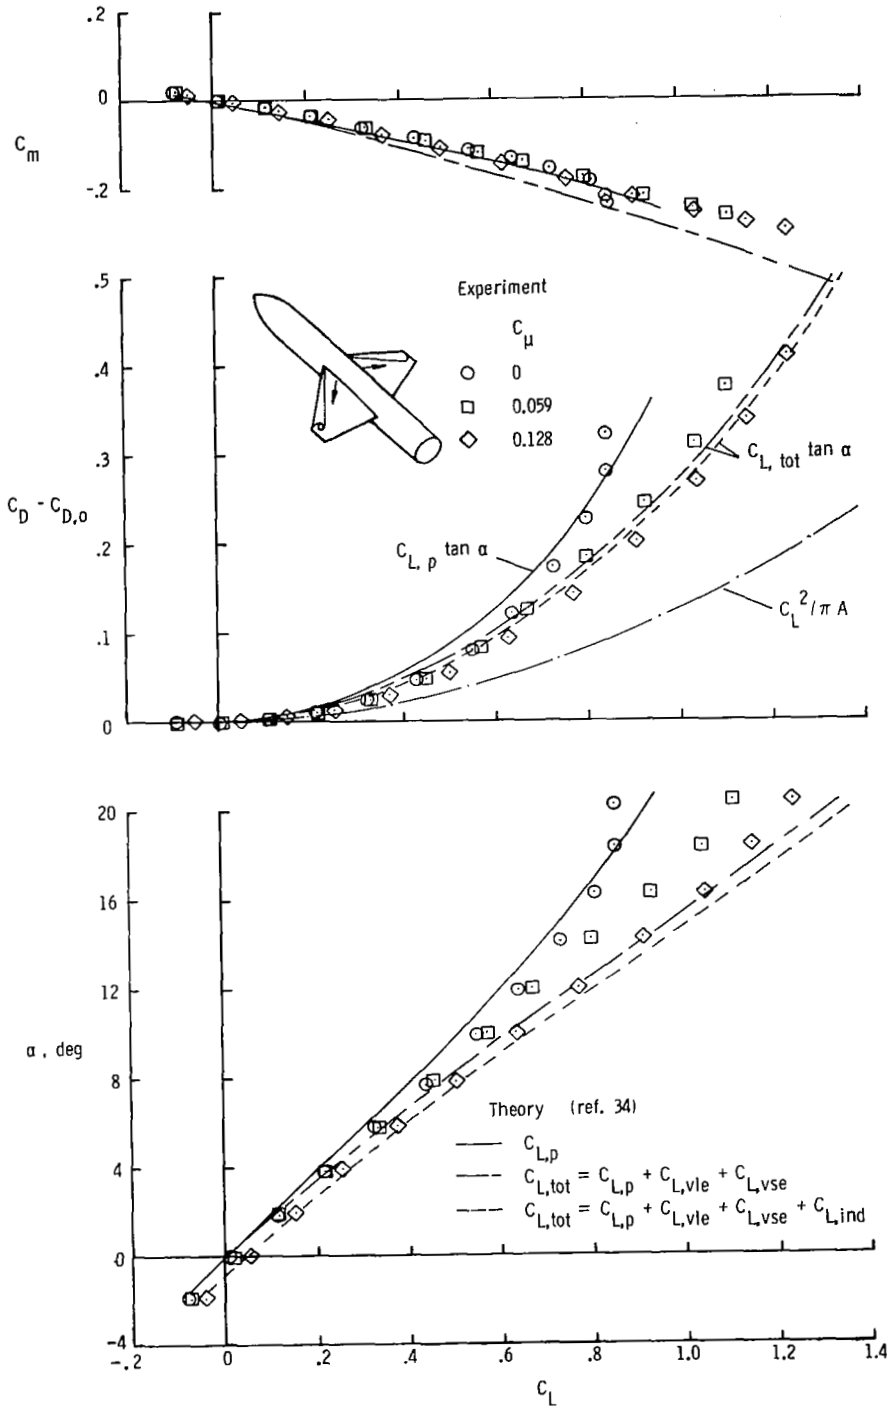 .2
0
C_m
-.2
.5
Experiment
C_μ
.4
0
0.059
0.128
C_L, tot tan α
.3
C_D - C_D,o
C_L, p tan α
.2
C_L^2/π A
.1
0
20
16
12
α, deg
8
Theory (ref. 34)
C_L,p
4
C_L,tot = C_L,p + C_L,vle + C_L,vse
C_L,tot = C_L,p + C_L,vle + C_L,vse + C_L,ind
0
-4
-.2 0 .2 .4 .6 .8 1.0 1.2 1.4
C_L